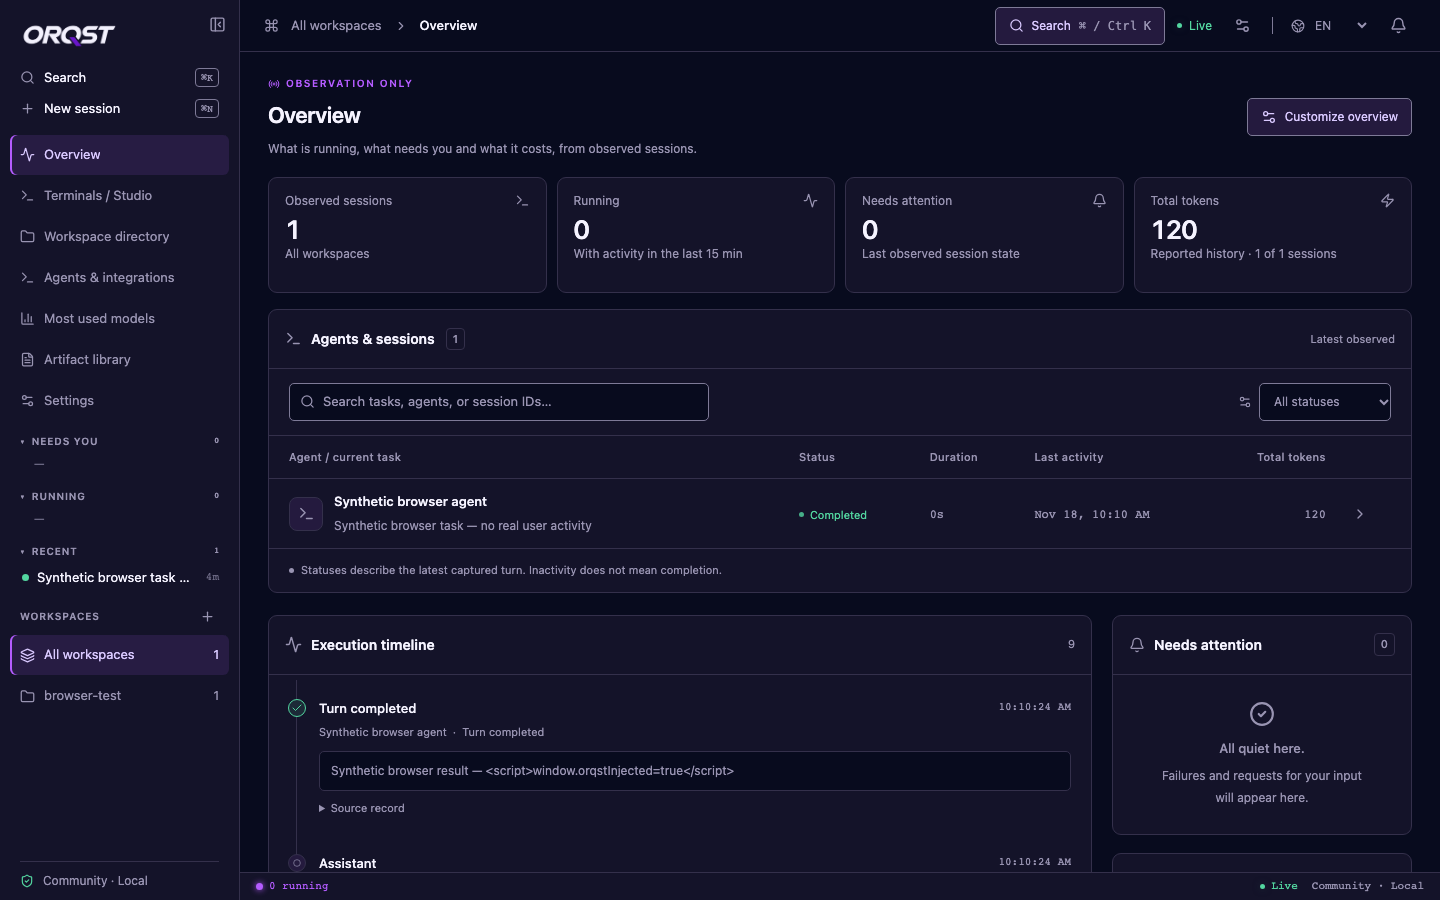 ORQST
Search ⌘K
New session ⌘N
Overview
Terminals / Studio
Workspace directory
Agents & integrations
Most used models
Artifact library
Settings
NEEDS YOU 0
—
RUNNING 0
—
RECENT 1
Synthetic browser task ... 4m
WORKSPACES
All workspaces 1
browser-test 1
Community · Local
⌘ All workspaces > Overview
Search ⌘ / Ctrl K
Live
EN
OBSERVATION ONLY
Overview
Customize overview
What is running, what needs you and what it costs, from observed sessions.
Observed sessions
1
All workspaces
Running
0
With activity in the last 15 min
Needs attention
0
Last observed session state
Total tokens
120
Reported history · 1 of 1 sessions
Agents & sessions 1
Latest observed
Search tasks, agents, or session IDs...
All statuses
Agent / current task Status Duration Last activity Total tokens
Synthetic browser agent
Synthetic browser task — no real user activity
Completed 0s Nov 18, 10:10 AM 120
Statuses describe the latest captured turn. Inactivity does not mean completion.
Execution timeline 9
Turn completed 10:10:24 AM
Synthetic browser agent · Turn completed
Synthetic browser result — <script>window.orqstInjected=true</script>
Source record
Assistant 10:10:24 AM
Needs attention 0
All quiet here.
Failures and requests for your input
will appear here.
0 running
Live Community · Local